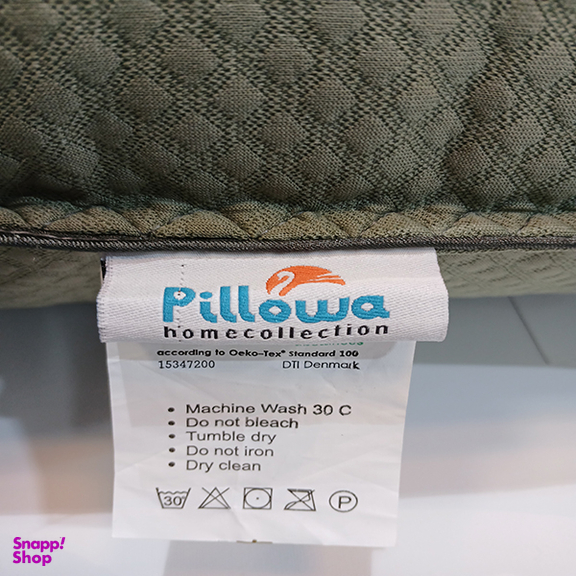 Pillowa
homecollection
according to Oeko-Tex® Standard 100
15347200 DTI Denmark
• Machine Wash 30 C
• Do not bleach
• Tumble dry
• Do not iron
• Dry clean
30 P
Snapp!
Shop